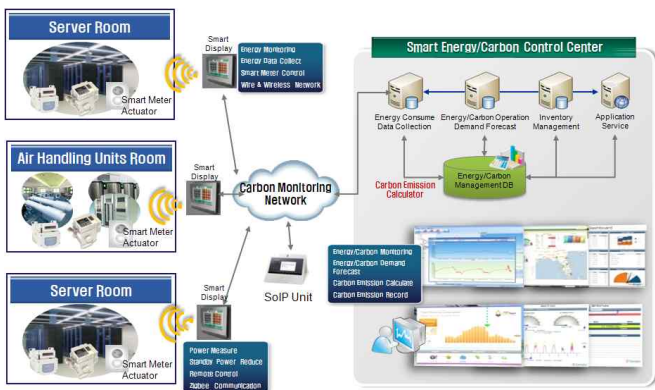 Server Room
Smart Meter
Actuator
Smart
Display
Energy Monitoring
Energy Data Collect
Smart Meter Control
Wire & Wireless Network
Air Handling Units Room
Smart Meter
Actuator
Smart
Display
Server Room
Smart Meter
Actuator
Smart
Display
Power Measure
Standby Power Reduce
Remote Control
Zigbee Communication
Carbon Monitoring
Network
SoIP Unit
Smart Energy/Carbon Control Center
Energy Consume
Data Collection
Energy/Carbon Operation
Demand Forecast
Inventory
Management
Application
Service
Carbon Emission
Calculator
Energy/Carbon
Management DB
Energy/Carbon Monitoring
Energy/Carbon Demand
Forecast
Carbon Emission Calculate
Carbon Emission Record